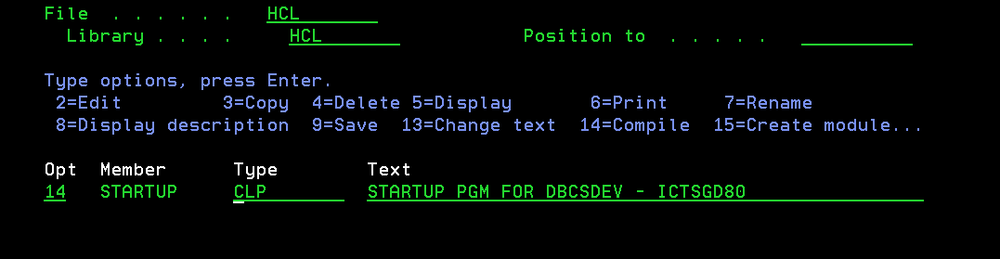 File . . . . . . HCL
Library . . . . HCL Position to . . . . .
Type options, press Enter.
2=Edit 3=Copy 4=Delete 5=Display 6=Print 7=Rename
8=Display description 9=Save 13=Change text 14=Compile 15=Create module...
Opt Member Type Text
14 STARTUP CLP STARTUP PGM FOR DBCSDEV - ICTSGD80